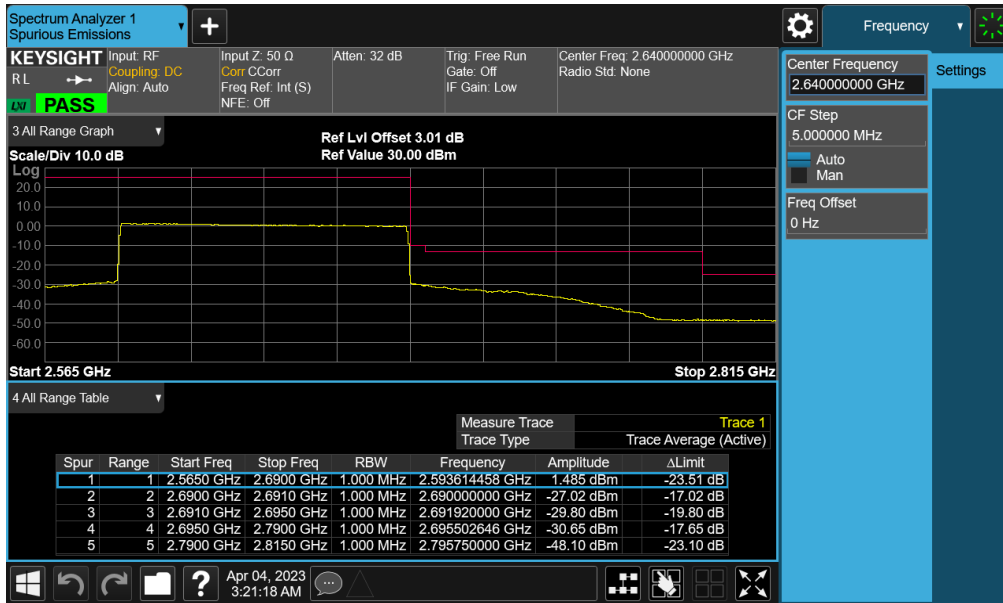 Spectrum Analyzer 1
Spurious Emissions
Frequency
KEYSIGHT
R L
LXI
PASS
Input: RF
Coupling: DC
Align: Auto
Input Z: 50 Ω
Corr CCorr
Freq Ref: Int (S)
NFE: Off
Atten: 32 dB
Trig: Free Run
Gate: Off
IF Gain: Low
Center Freq: 2.640000000 GHz
Radio Std: None
Center Frequency
2.640000000 GHz
Settings
CF Step
5.000000 MHz
Auto
Man
Freq Offset
0 Hz
3 All Range Graph
Scale/Div 10.0 dB
Ref Lvl Offset 3.01 dB
Ref Value 30.00 dBm
Log
20.0
10.0
0.00
-10.0
-20.0
-30.0
-40.0
-50.0
-60.0
Start 2.565 GHz
Stop 2.815 GHz
4 All Range Table
Measure Trace Trace 1
Trace Type Trace Average (Active)
Spur Range Start Freq Stop Freq RBW Frequency Amplitude ΔLimit
1 1 2.5650 GHz 2.6900 GHz 1.000 MHz 2.593614458 GHz 1.485 dBm -23.51 dB
2 2 2.6900 GHz 2.6910 GHz 1.000 MHz 2.690000000 GHz -27.02 dBm -17.02 dB
3 3 2.6910 GHz 2.6950 GHz 1.000 MHz 2.691920000 GHz -29.80 dBm -19.80 dB
4 4 2.6950 GHz 2.7900 GHz 1.000 MHz 2.695502646 GHz -30.65 dBm -17.65 dB
5 5 2.7900 GHz 2.8150 GHz 1.000 MHz 2.795750000 GHz -48.10 dBm -23.10 dB
?
Apr 04, 2023
3:21:18 AM